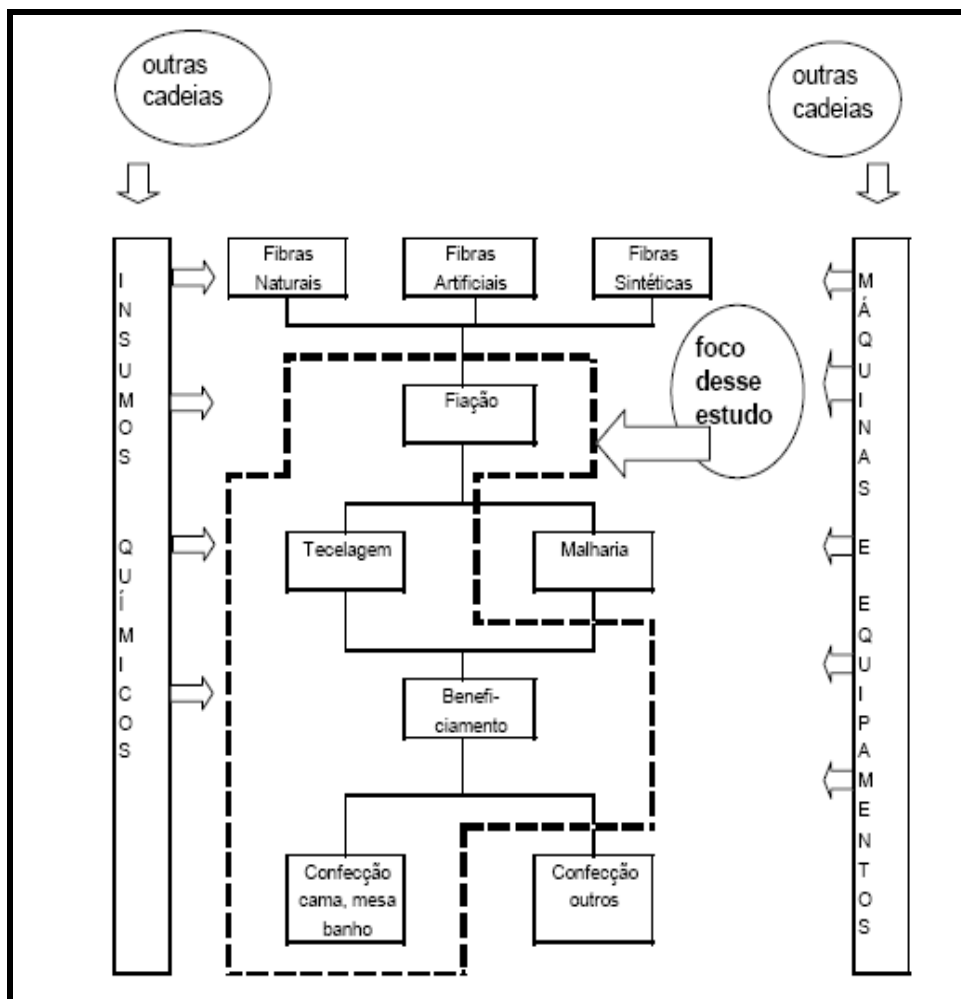 outras
cadeias
outras
cadeias
Fibras
Naturais
Fibras
Artificiais
Fibras
Sintéticas
INSUMOS QUÍMICOS
MÁQUINAS E EQUIPAMENTOS
foco
desse
estudo
Fiação
Tecelagem
Malharia
Benefi-
ciamento
Confecção
cama, mesa
banho
Confecção
outros